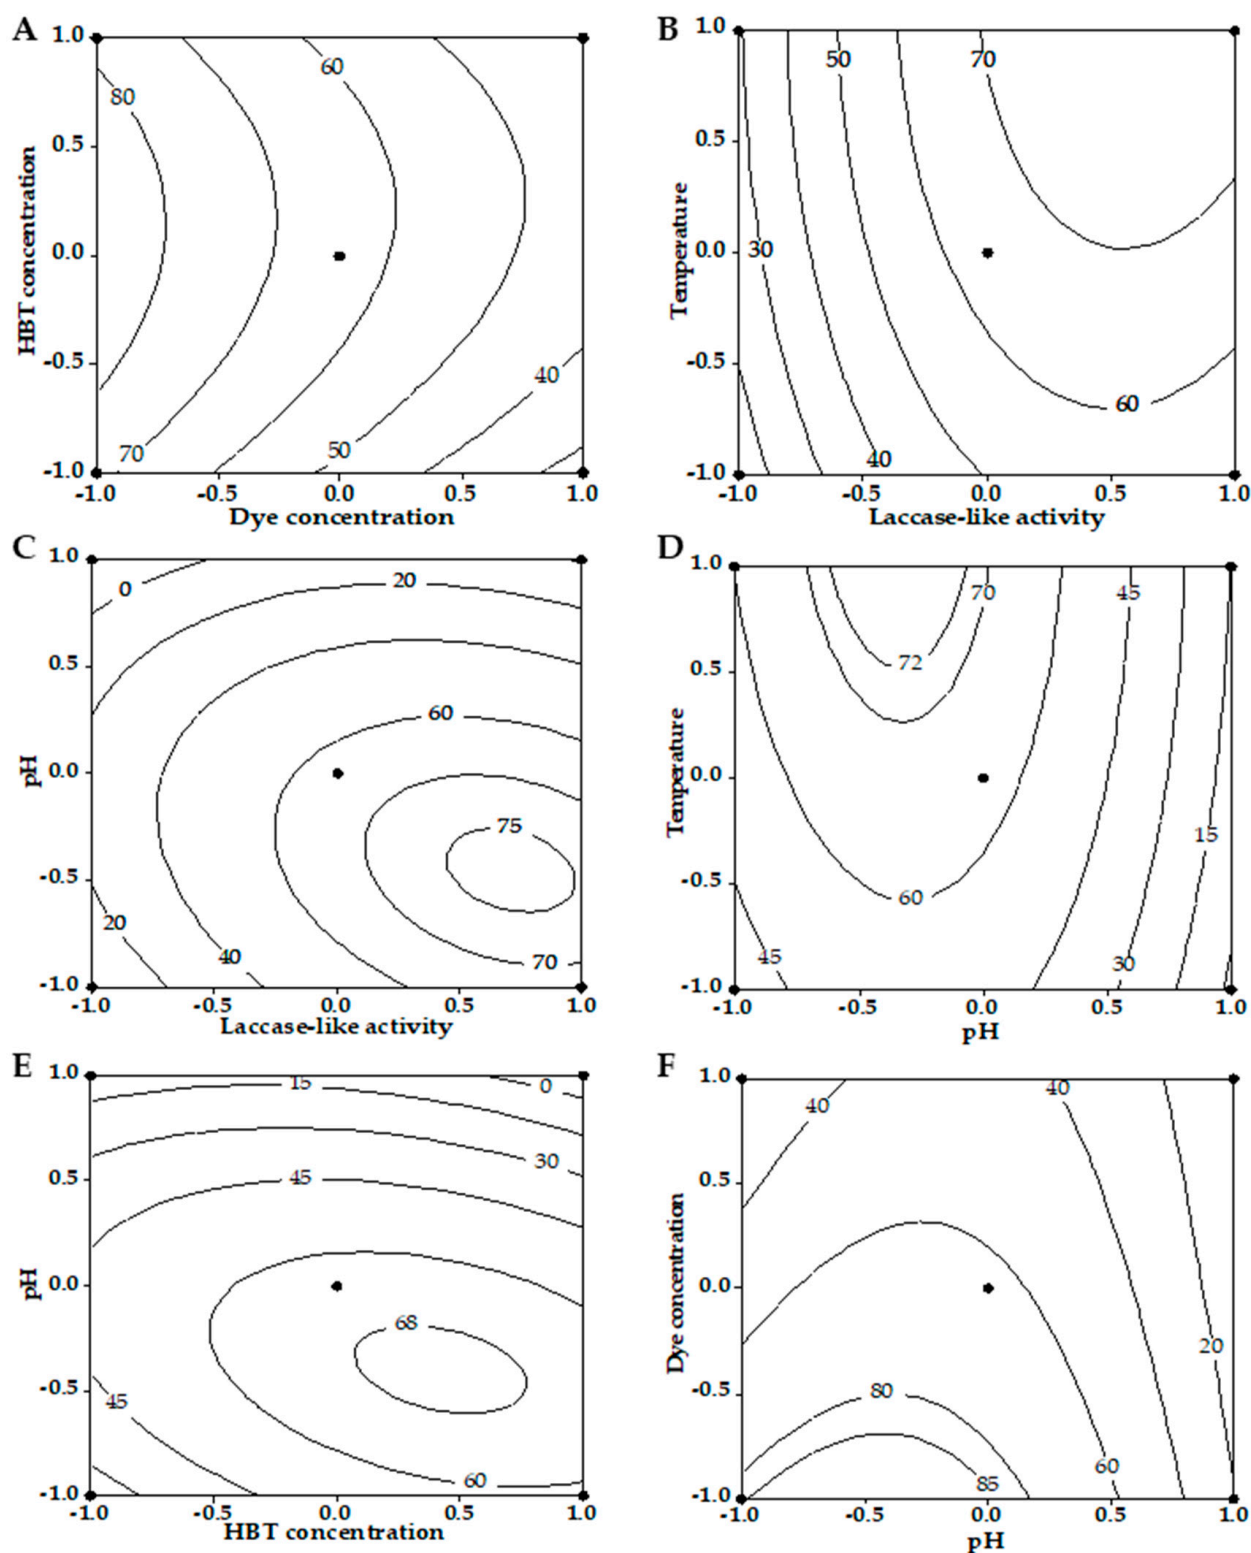 A
1.0
0.5
0.0
-0.5
-1.0
HBT concentration
80
60
40
70
50
-1.0 -0.5 0.0 0.5 1.0
Dye concentration
B
1.0
0.5
0.0
-0.5
-1.0
Temperature
50 70
30
60
40
-1.0 -0.5 0.0 0.5 1.0
Laccase-like activity
C
1.0
0.5
0.0
-0.5
-1.0
pH
0 20
60
75
20
40 70
-1.0 -0.5 0.0 0.5 1.0
Laccase-like activity
D
1.0
0.5
0.0
-0.5
-1.0
Temperature
70 45
72
15
60
45 30
-1.0 -0.5 0.0 0.5 1.0
pH
E
1.0
0.5
0.0
-0.5
-1.0
pH
15 0
30
45
68
45
60
-1.0 -0.5 0.0 0.5 1.0
HBT concentration
F
1.0
0.5
0.0
-0.5
-1.0
Dye concentration
40 40
20
80
60
85
-1.0 -0.5 0.0 0.5 1.0
pH